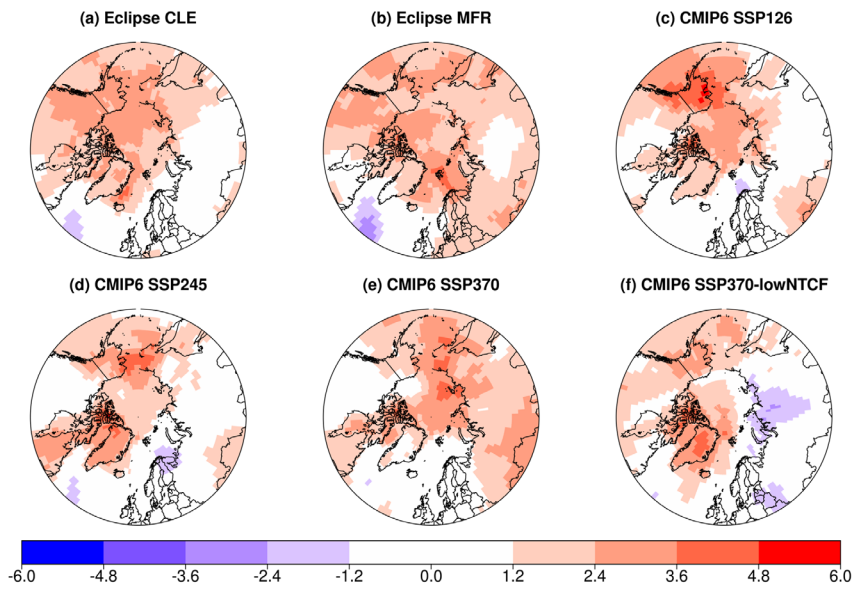 (a) Eclipse CLE
(b) Eclipse MFR
(c) CMIP6 SSP126
(d) CMIP6 SSP245
(e) CMIP6 SSP370
(f) CMIP6 SSP370-lowNTCF
-6.0 -4.8 -3.6 -2.4 -1.2 0.0 1.2 2.4 3.6 4.8 6.0